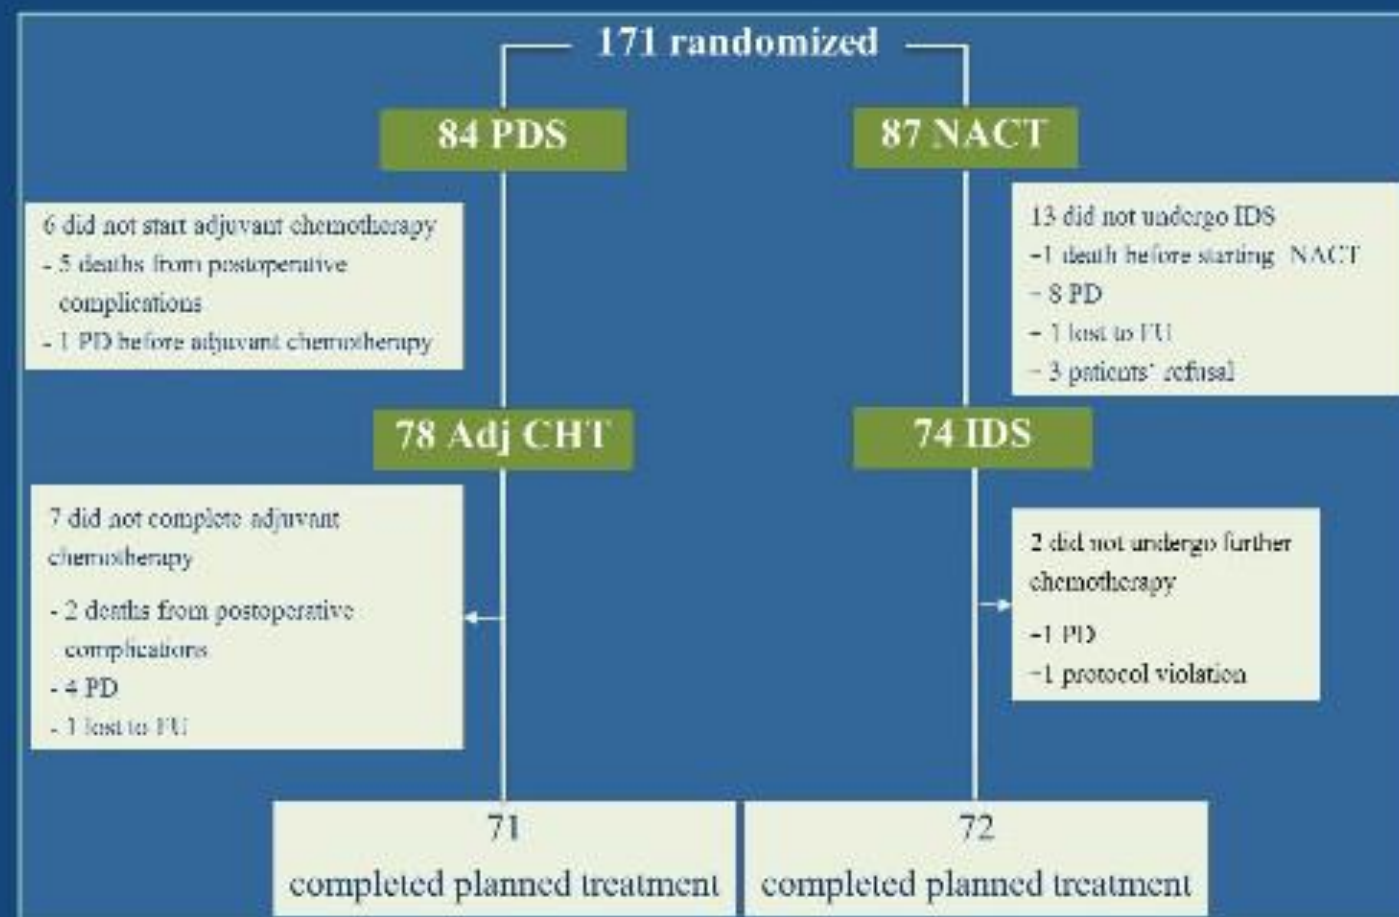 171 randomized
84 PDS
87 NACT
6 did not start adjuvant chemotherapy
- 5 deaths from postoperative
complications
- 1 PD before adjuvant chemotherapy
13 did not undergo IDS
-1 death before starting NACT
- 8 PD
- 1 lost to FU
- 3 patients' refusal
78 Adj CHT
74 IDS
7 did not complete adjuvant
chemotherapy
- 2 deaths from postoperative
complications
- 4 PD
- 1 lost to FU
2 did not undergo further
chemotherapy
-1 PD
-1 protocol violation
71
completed planned treatment
72
completed planned treatment